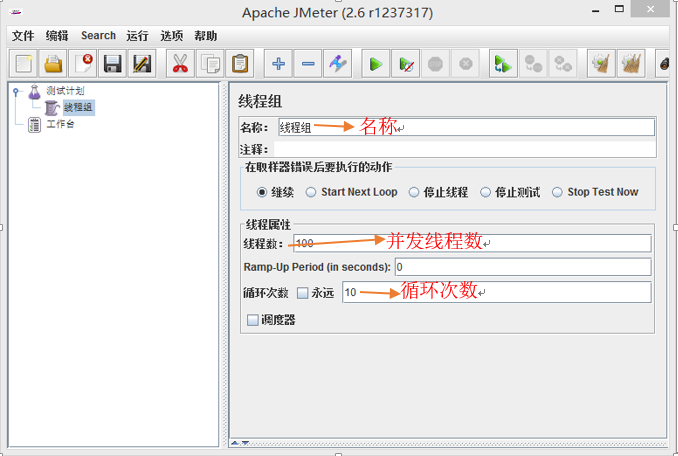 Apache JMeter (2.6 r1237317)
文件 编辑 Search 运行 选项 帮助
测试计划
线程组
工作台
线程组
名称： 线程组 名称
注释：
在取样器错误后要执行的动作
继续 Start Next Loop 停止线程 停止测试 Stop Test Now
线程属性
线程数： 100 并发线程数
Ramp-Up Period (in seconds): 0
循环次数 永远 10 循环次数
调度器